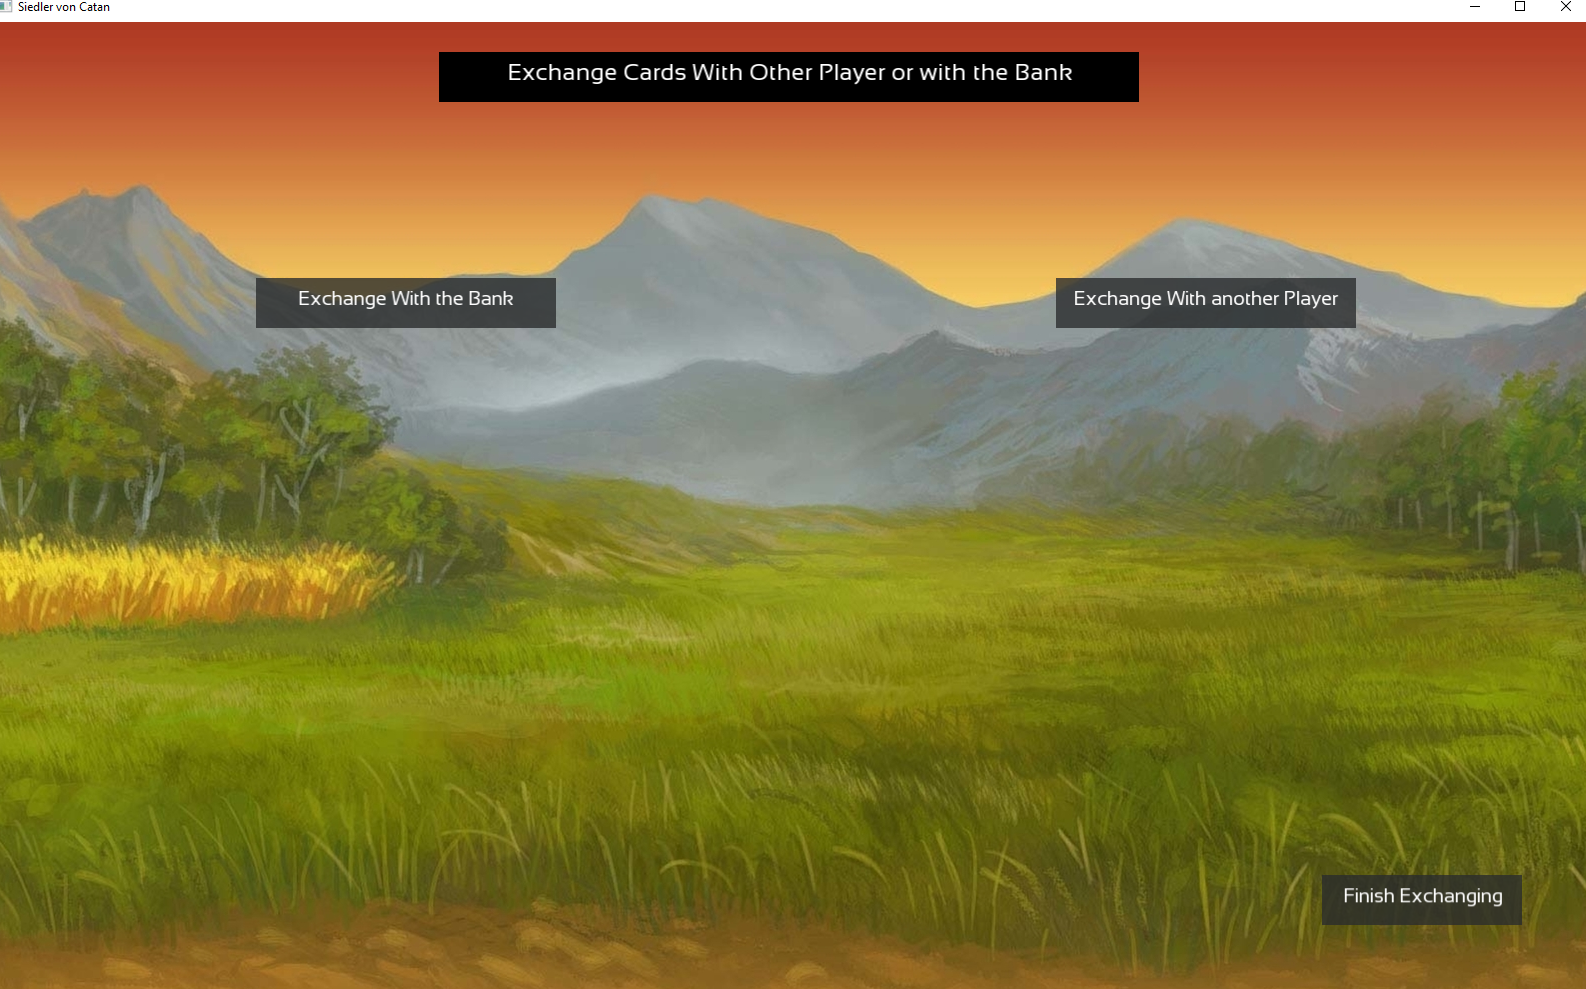 Siedler von Catan
Exchange Cards With Other Player or with the Bank
Exchange With the Bank
Exchange With another Player
Finish Exchanging